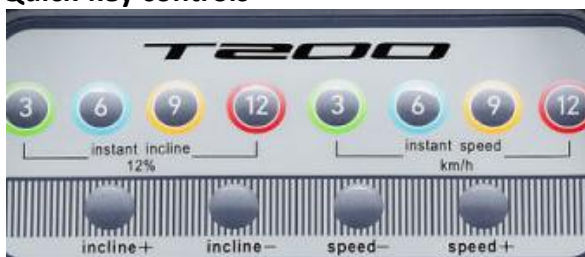 Quick key controls
T200
3 6 9 12 3 6 9 12
instant incline instant speed
12% km/h
incline+ incline− speed− speed+